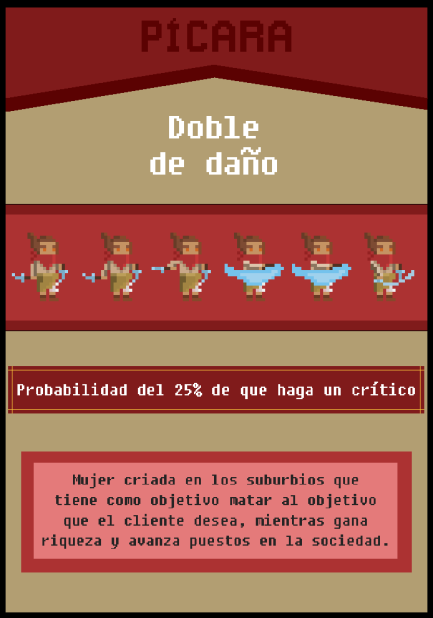 PÍCARA
Doble
de daño
Probabilidad del 25% de que haga un crítico
Mujer criada en los suburbios que
tiene como objetivo matar al objetivo
que el cliente desea, mientras gana
riqueza y avanza puestos en la sociedad.